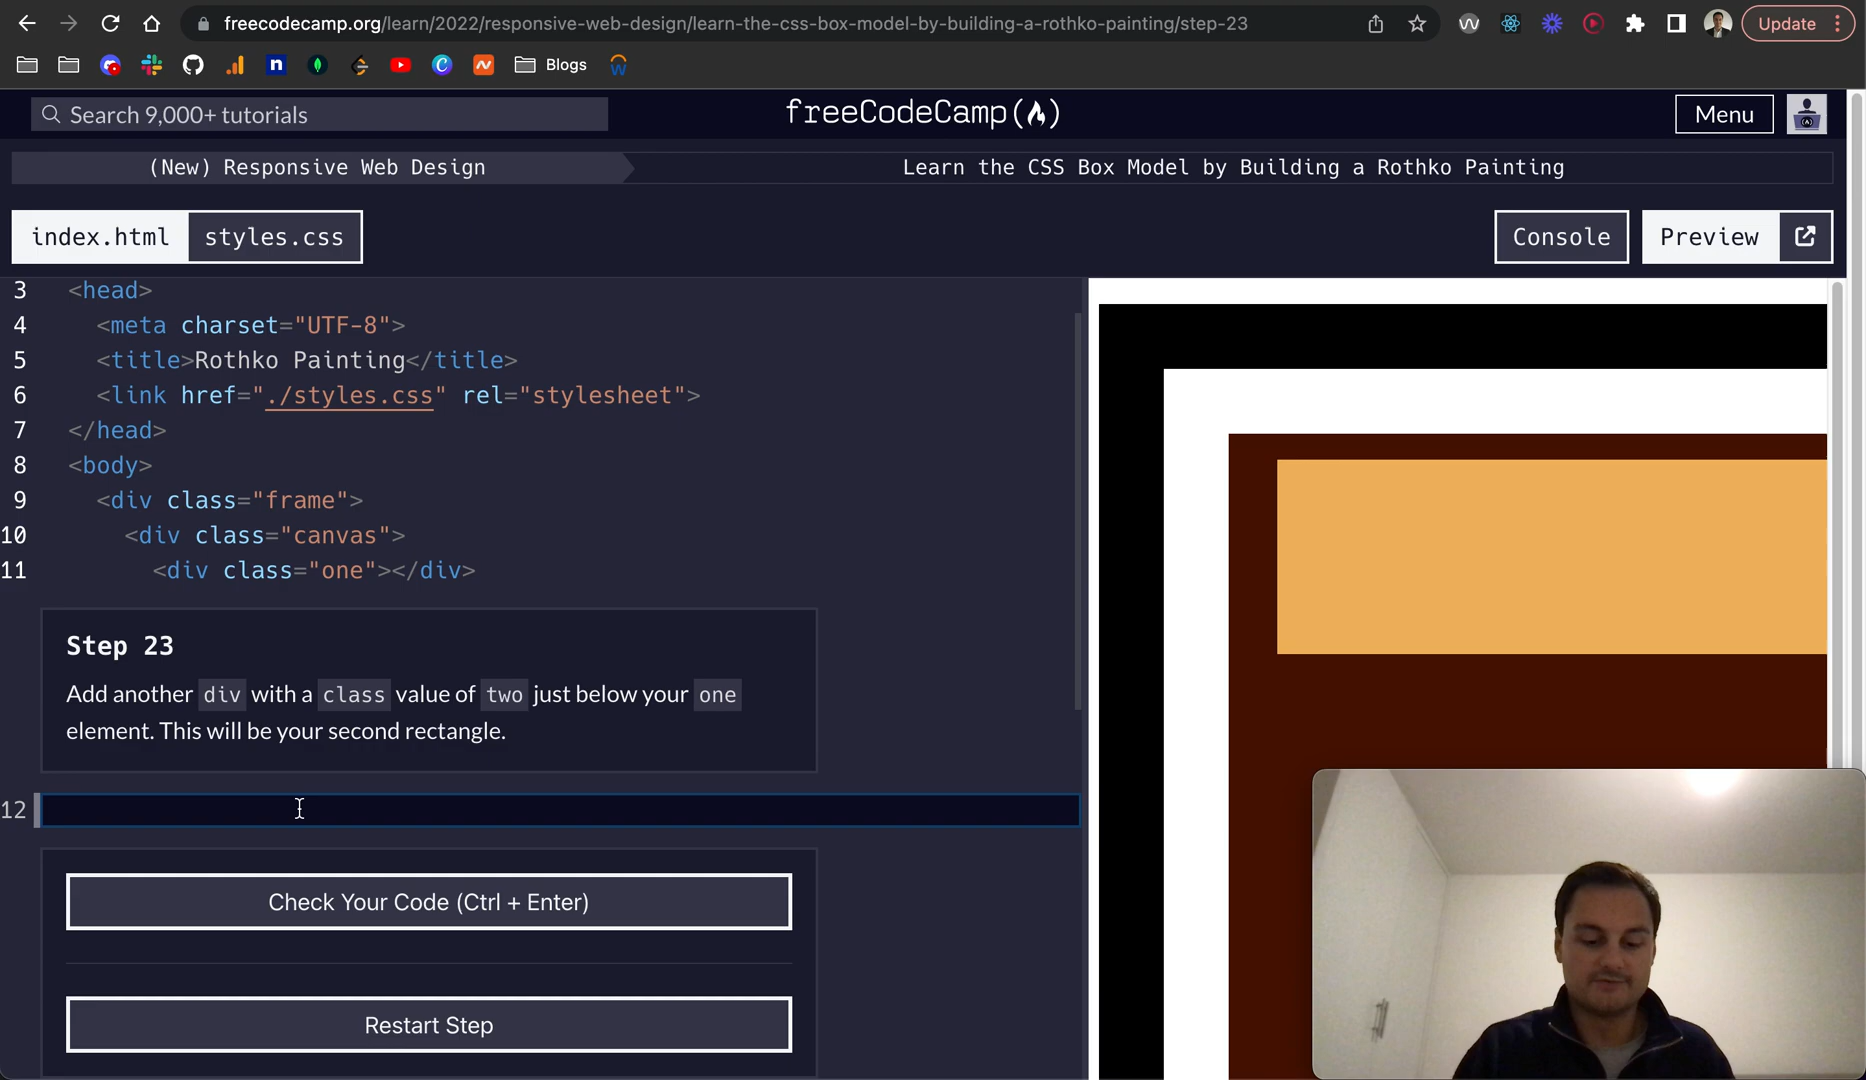 freecodecamp.org/learn/2022/responsive-web-design/learn-the-css-box-model-by-building-a-rothko-painting/step-23
Update
Blogs
Search 9,000+ tutorials
freeCodeCamp
Menu
(New) Responsive Web Design
Learn the CSS Box Model by Building a Rothko Painting
index.html
styles.css
Console
Preview
3 <head>
4 <meta charset="UTF-8">
5 <title>Rothko Painting</title>
6 <link href="./styles.css" rel="stylesheet">
7 </head>
8 <body>
9 <div class="frame">
10 <div class="canvas">
11 <div class="one"></div>
Step 23
Add another div with a class value of two just below your one
element. This will be your second rectangle.
12
Check Your Code (Ctrl + Enter)
Restart Step